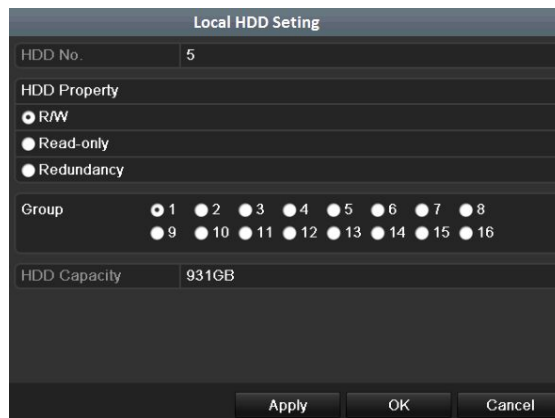 Local HDD Seting
HDD No. 5
HDD Property
R/W
Read-only
Redundancy
Group 1 2 3 4 5 6 7 8
9 10 11 12 13 14 15 16
HDD Capacity 931GB
Apply OK Cancel